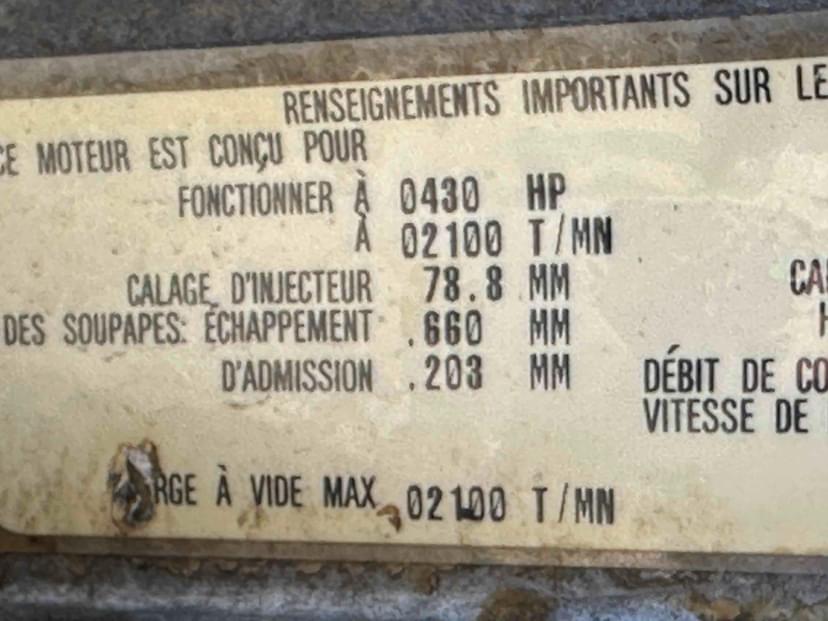 RENSEIGNEMENTS IMPORTANTS SUR LE
CE MOTEUR EST CONÇU POUR
FONCTIONNER À 0430 HP
À 02100 T/MN
CALAGE D'INJECTEUR 78.8 MM
DES SOUPAPES: ÉCHAPPEMENT .660 MM
D'ADMISSION .203 MM
DÉBIT DE CO
VITESSE DE
RGE À VIDE MAX 02100 T/MN